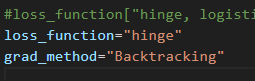 #loss_function["hinge, logisti
loss_function="hinge"
grad_method="Backtracking"